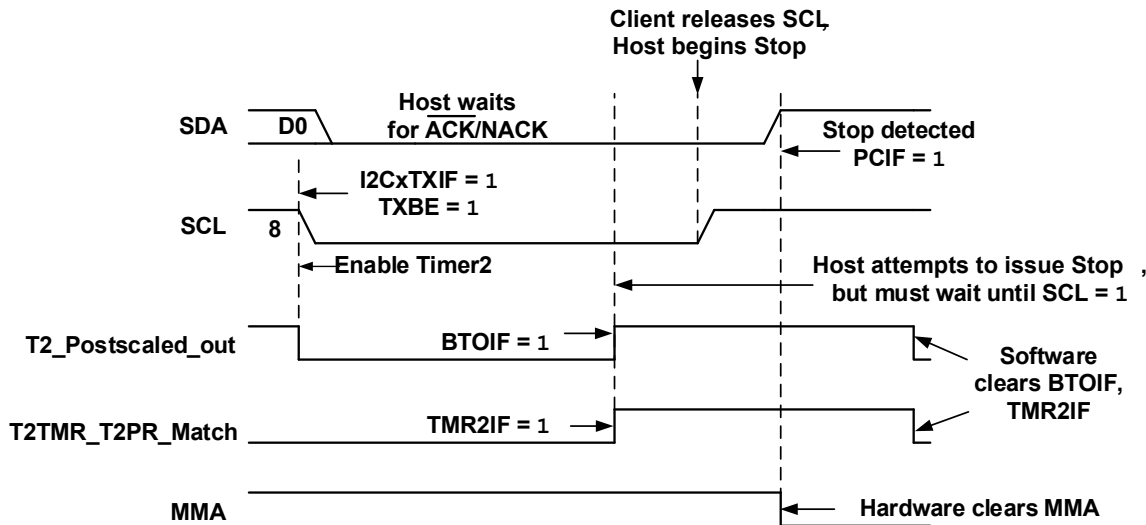 Client releases SCL,
Host begins Stop
SDA
D0
Host waits
for ACK/NACK
Stop detected
PCIF = 1
I2CxTXIF = 1
TXBE = 1
SCL
8
Enable Timer2
Host attempts to issue Stop ,
but must wait until SCL = 1
T2_Postscaled_out
BTOIF = 1
Software
clears BTOIF,
TMR2IF
T2TMR_T2PR_Match
TMR2IF = 1
MMA
Hardware clears MMA